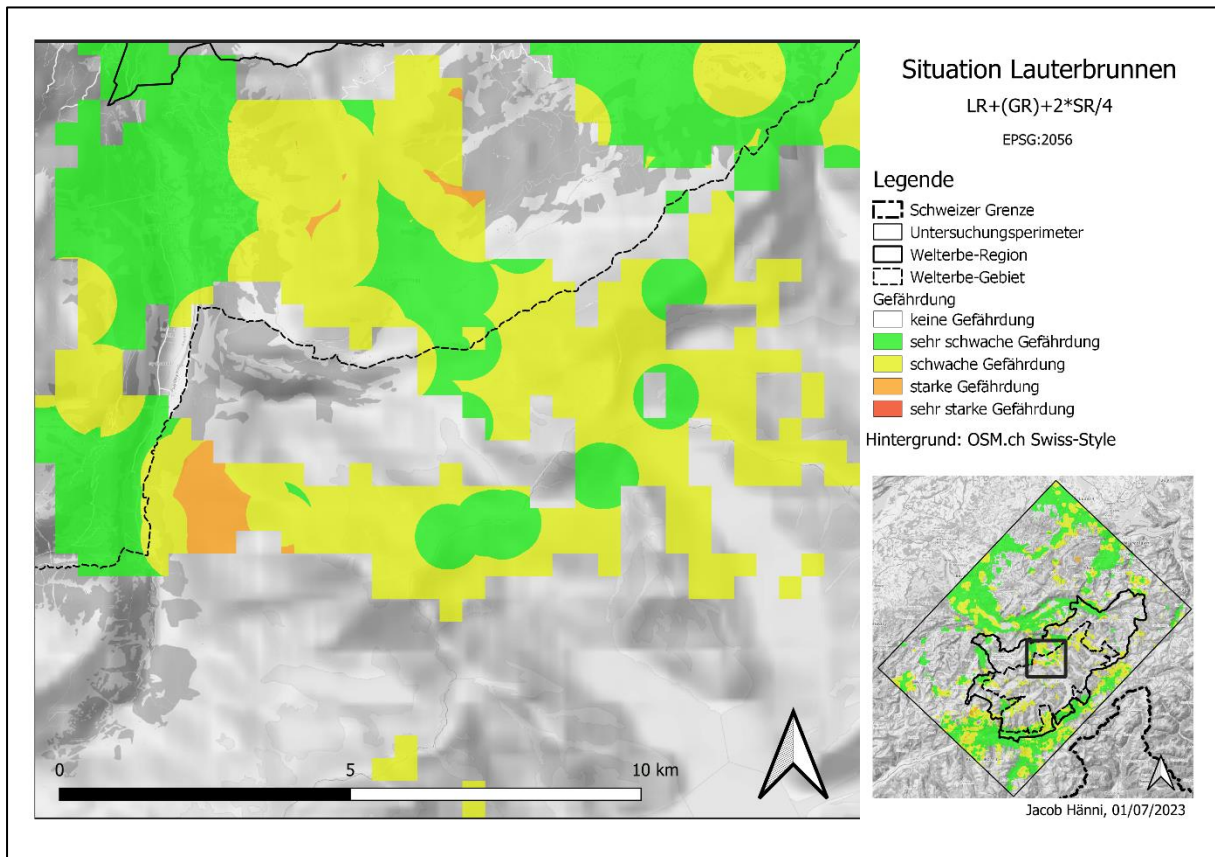 Situation Lauterbrunnen
LR+(GR)+2*SR/4
EPSG:2056
Legende
Schweizer Grenze
Untersuchungsperimeter
Welterbe-Region
Welterbe-Gebiet
Gefährdung
keine Gefährdung
sehr schwache Gefährdung
schwache Gefährdung
starke Gefährdung
sehr starke Gefährdung
Hintergrund: OSM.ch Swiss-Style
0 5 10 km
Jacob Hänni, 01/07/2023